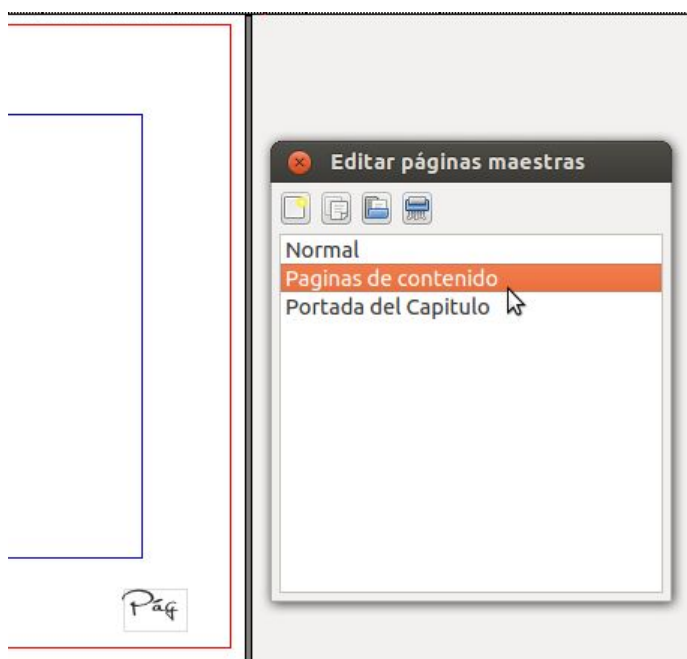 Editar páginas maestras
Normal
Paginas de contenido
Portada del Capitulo
Pág